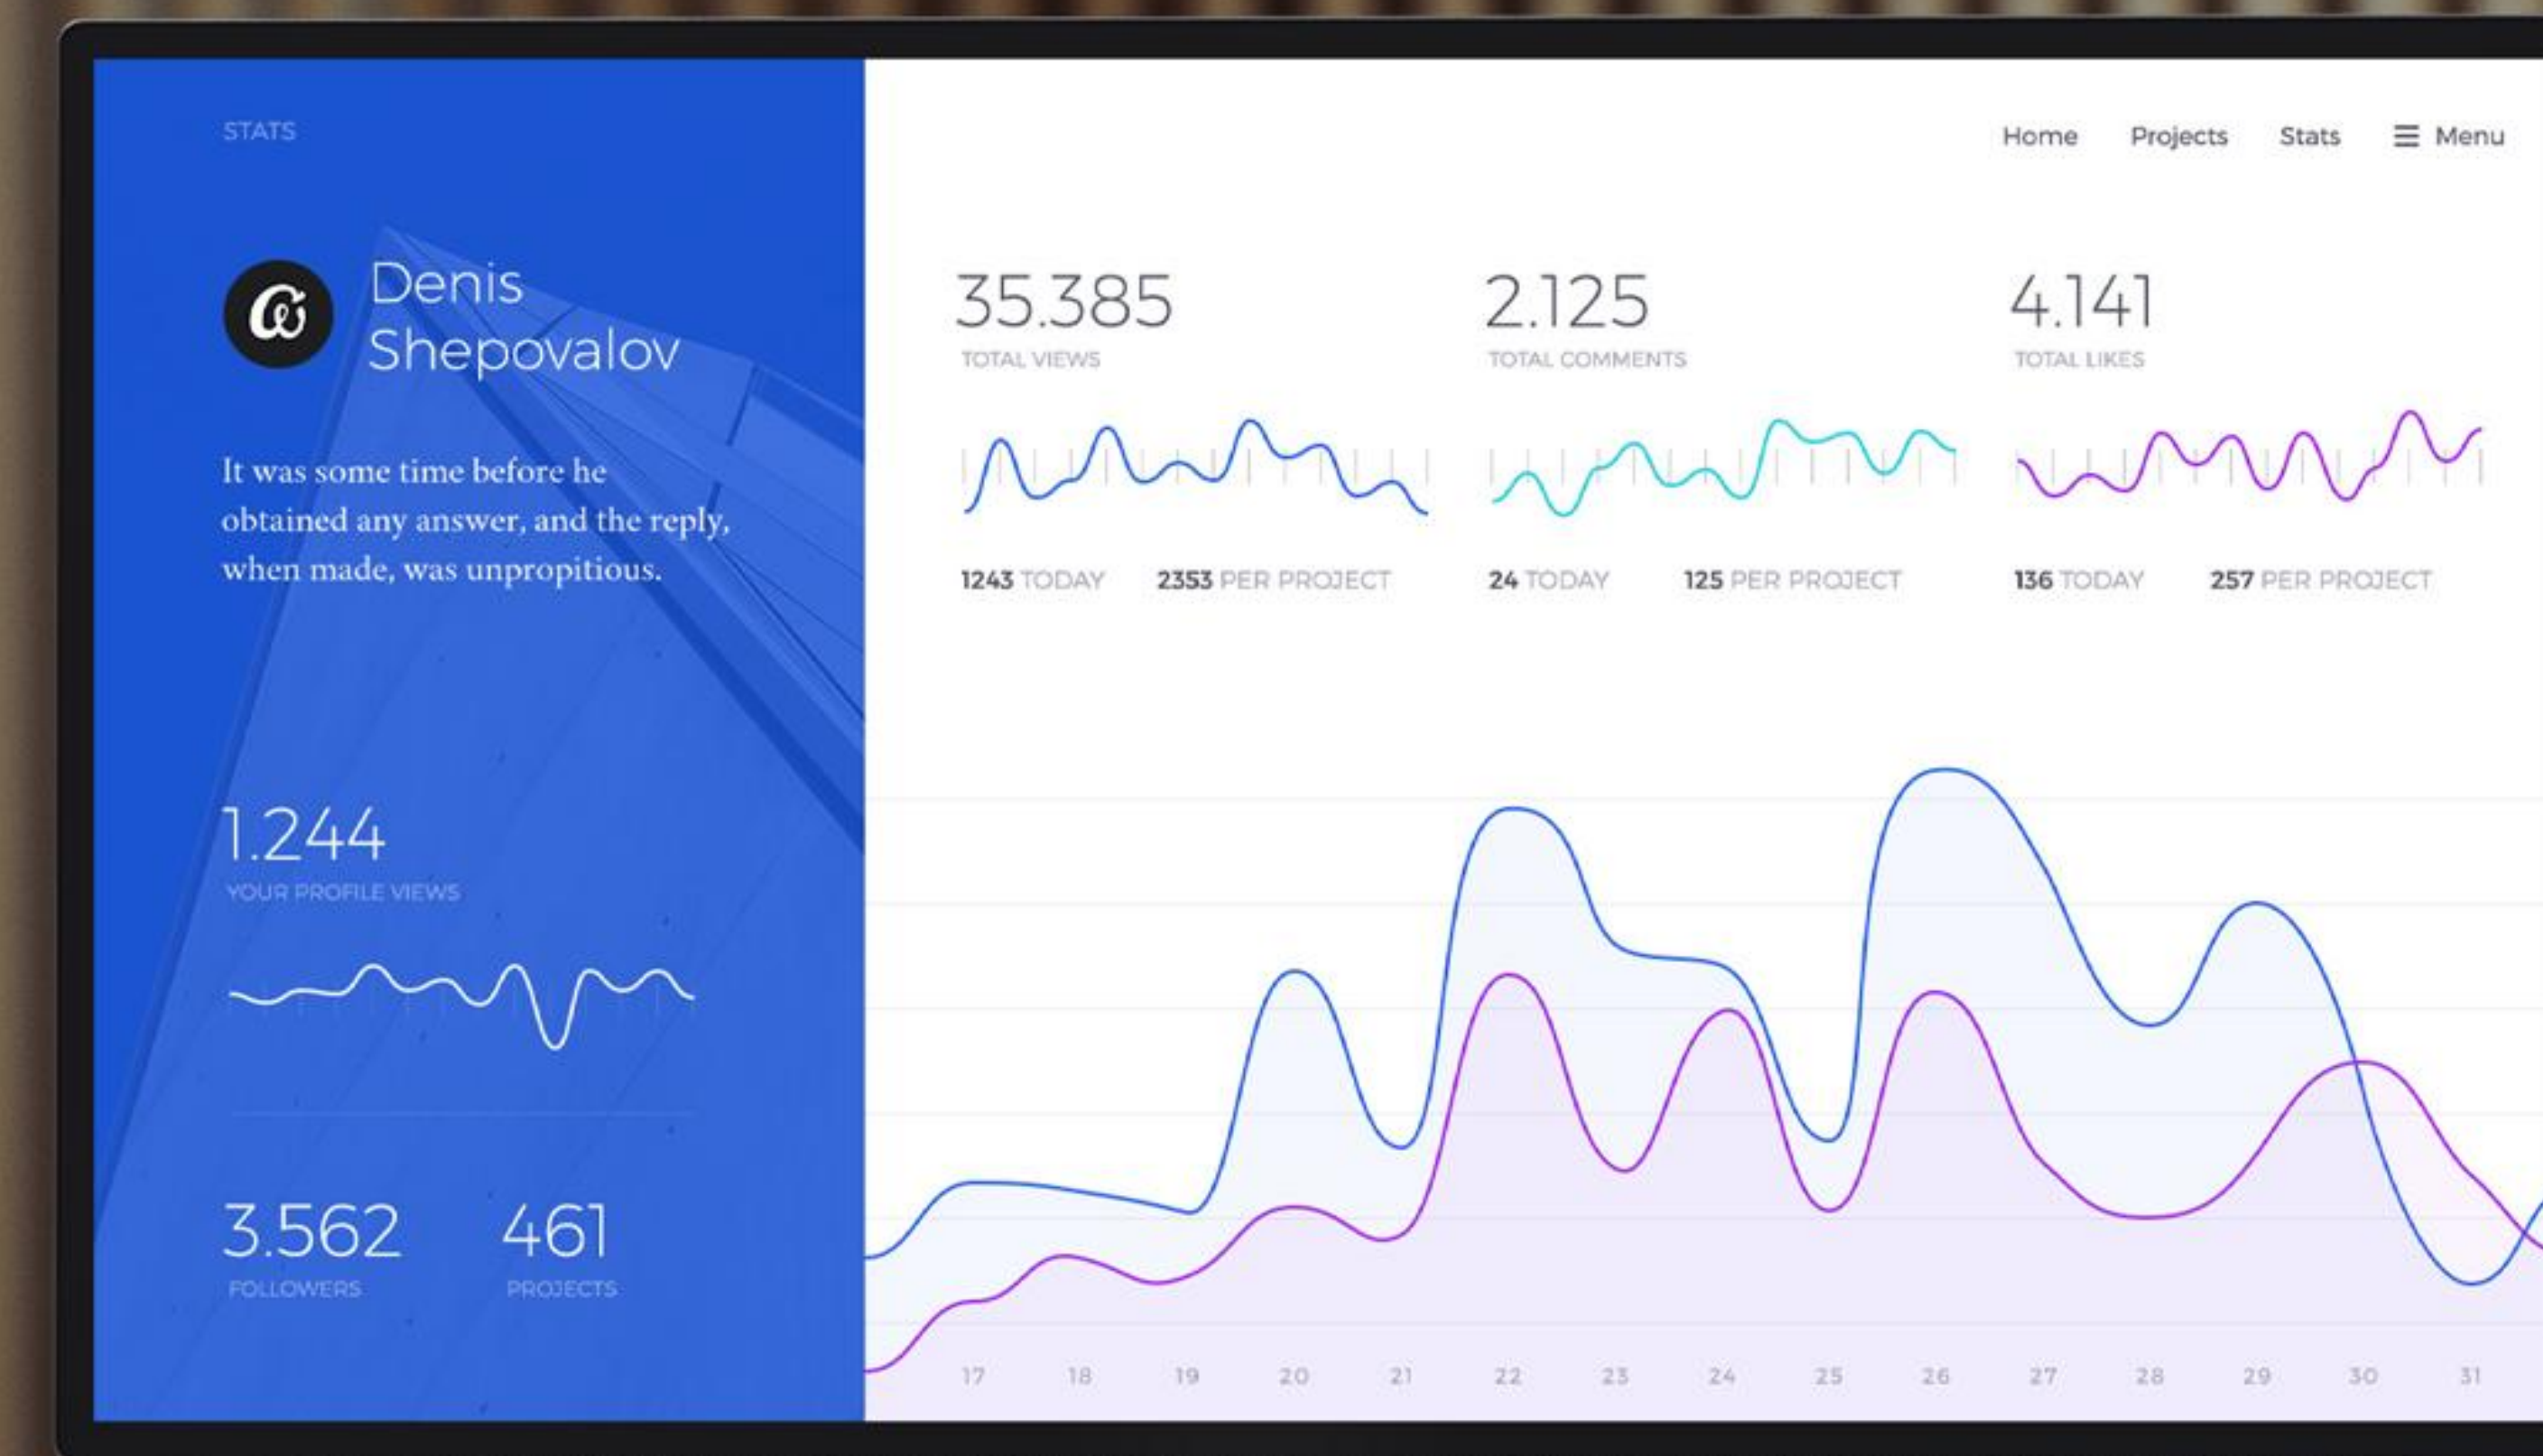 STATS
Denis
Shepovalov
It was some time before he
obtained any answer, and the reply,
when made, was unpropitious.
1.244
YOUR PROFILE VIEWS
3.562
FOLLOWERS
461
PROJECTS
Home Projects Stats Menu
35.385
TOTAL VIEWS
1243 TODAY 2353 PER PROJECT
2.125
TOTAL COMMENTS
24 TODAY 125 PER PROJECT
4.141
TOTAL LIKES
136 TODAY 257 PER PROJECT
17 18 19 20 21 22 23 24 25 26 27 28 29 30 31